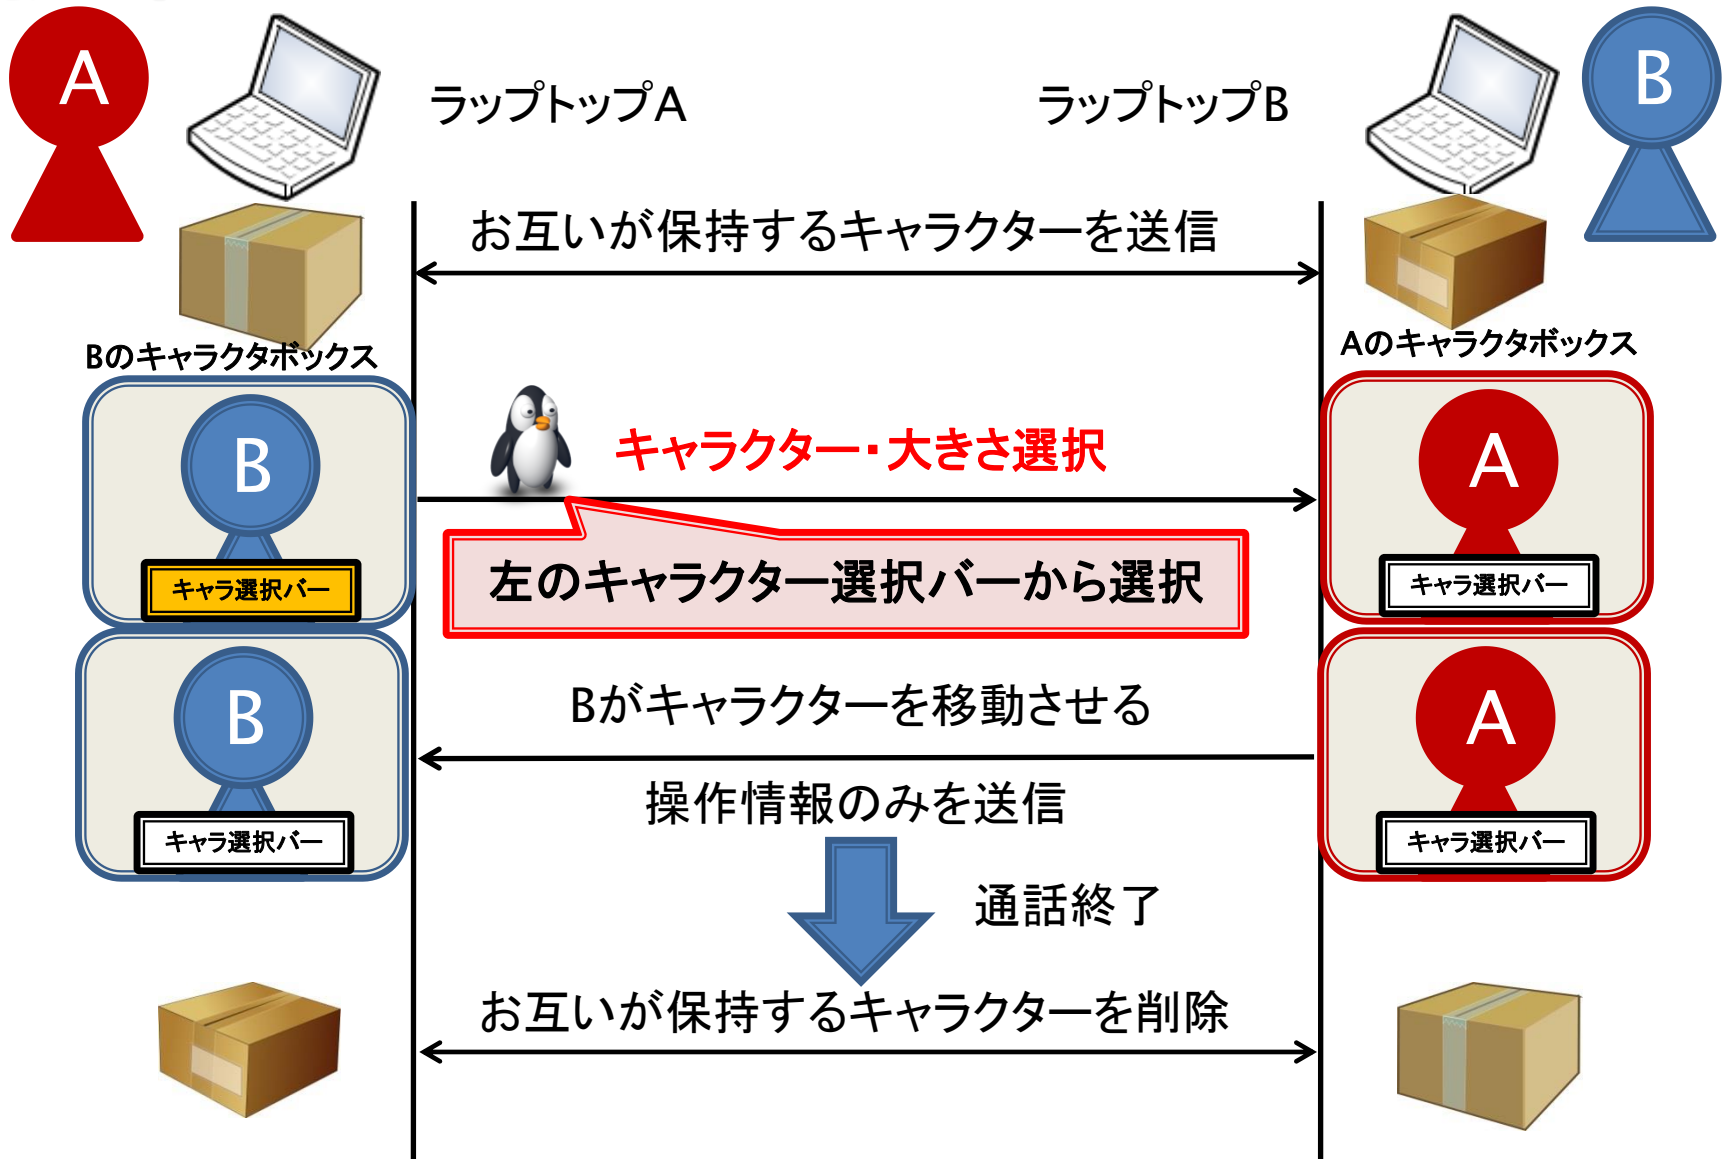 A
ラップトップA
ラップトップB
B
お互いが保持するキャラクターを送信
Bのキャラクタボックス
Aのキャラクタボックス
B
キャラクター・大きさ選択
A
キャラ選択バー
左のキャラクター選択バーから選択
キャラ選択バー
B
Bがキャラクターを移動させる
A
キャラ選択バー
操作情報のみを送信
キャラ選択バー
通話終了
お互いが保持するキャラクターを削除